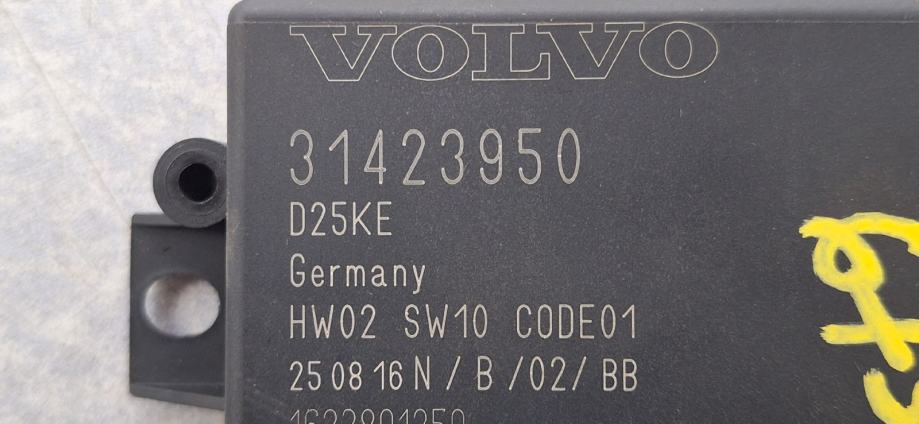 VOLVO
31423950
D25KE
Germany
HW02 SW10 CODE01
25 08 16 N / B /02/ BB